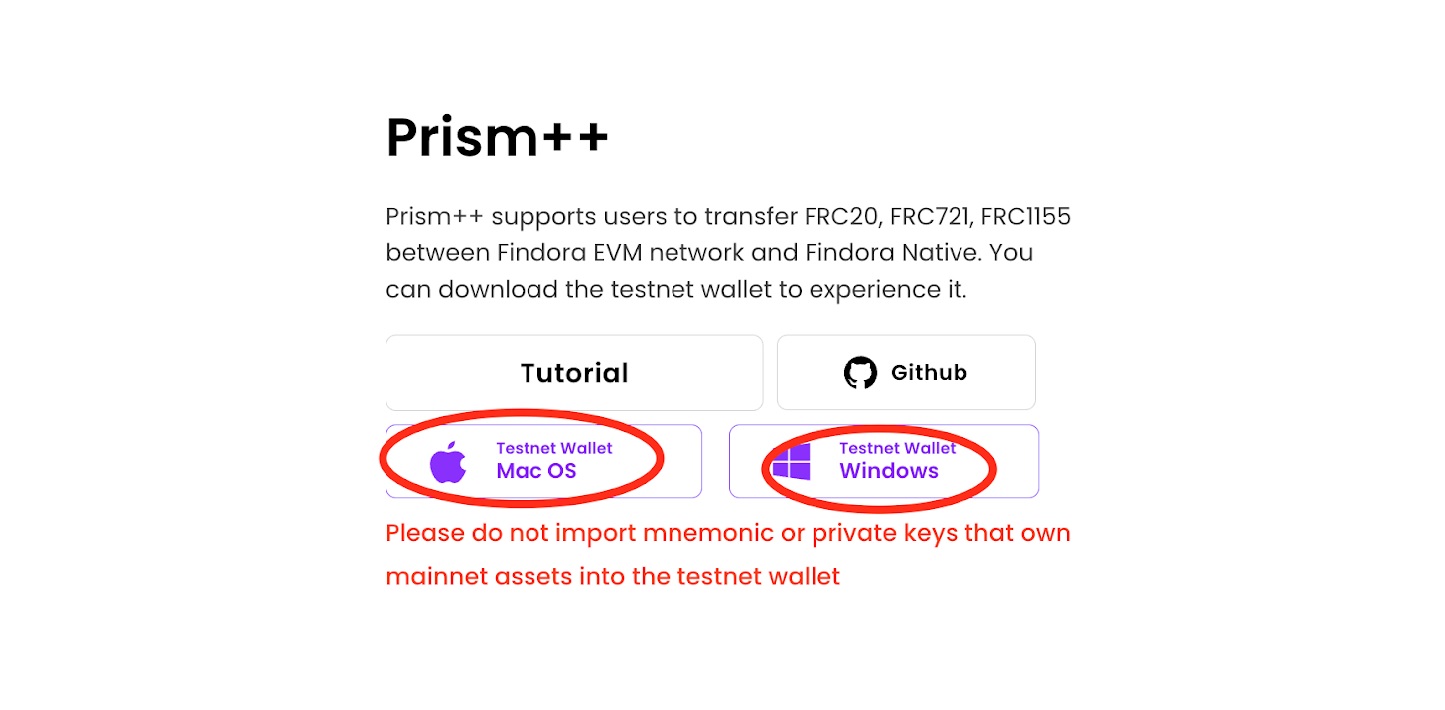 Prism++
Prism++ supports users to transfer FRC20, FRC721, FRC1155
between Findora EVM network and Findora Native. You
can download the testnet wallet to experience it.
Tutorial
Github
Testnet Wallet
Mac OS
Testnet Wallet
Windows
Please do not import mnemonic or private keys that own
mainnet assets into the testnet wallet